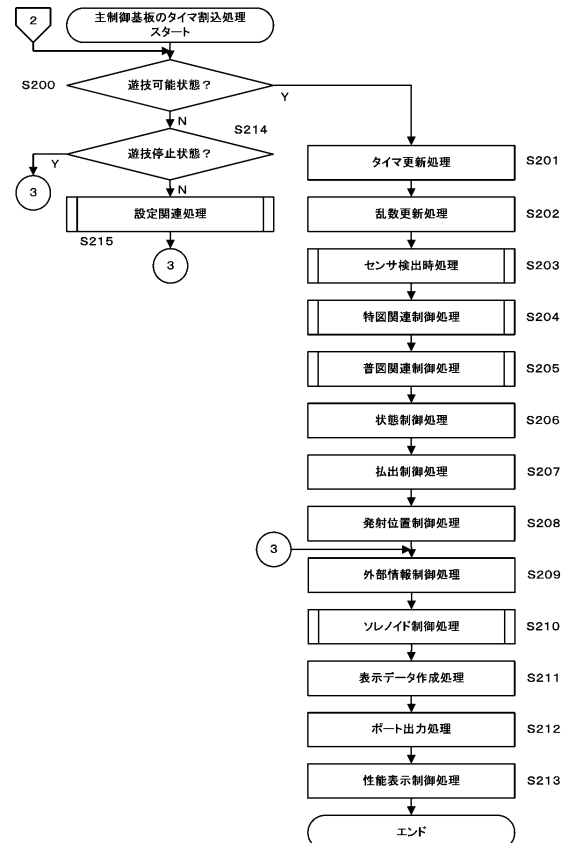 2
主制御基板のタイマ割込処理
スタート
S200
遊技可能状態？
Y
N
S214
遊技停止状態？
Y
N
3
設定関連処理
S215
3
タイマ更新処理
S201
乱数更新処理
S202
センサ検出時処理
S203
特図関連制御処理
S204
普図関連制御処理
S205
状態制御処理
S206
払出制御処理
S207
発射位置制御処理
S208
3
外部情報制御処理
S209
ソレノイド制御処理
S210
表示データ作成処理
S211
ポート出力処理
S212
性能表示制御処理
S213
エンド